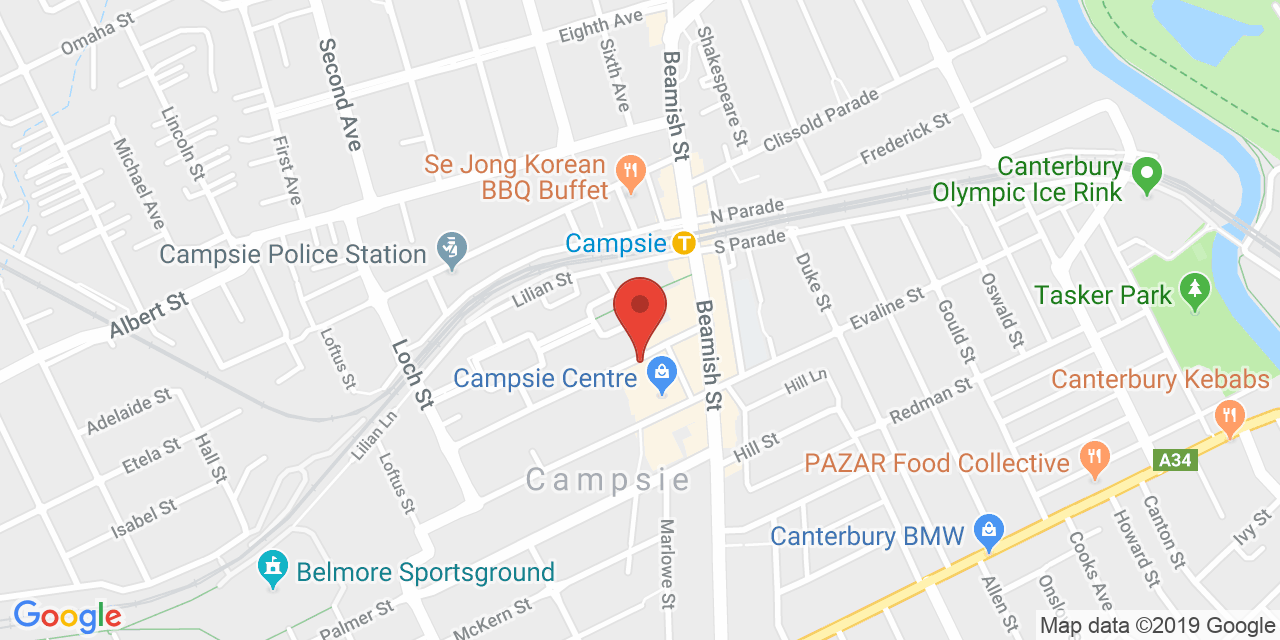 Omaha St
Second Ave
Eighth Ave
Sixth Ave
Beamish St
Shakespeare St
Clissold Parade
Frederick St
Lincoln St
Michael Ave
First Ave
Se Jong Korean
BBQ Buffet
Canterbury
Olympic Ice Rink
N Parade
Campsie
T
S Parade
Campsie Police Station
Albert St
Lilian St
Duke St
Evaline St
Oswald St
Gould St
Tasker Park
Loftus St
Loch St
Beamish St
Campsie Centre
Hill Ln
Redman St
Canterbury Kebabs
Adelaide St
Etela St
Hall St
Lilian Ln
Loftus St
Hill St
PAZAR Food Collective
A34
Campsie
Isabel St
Canterbury BMW
Marlowe St
Canton St
Howard St
Cooks Ave
Ivy St
Belmore Sportsground
Palmer St
McKern St
Allen St
Onslo
Google
Map data ©2019 Google